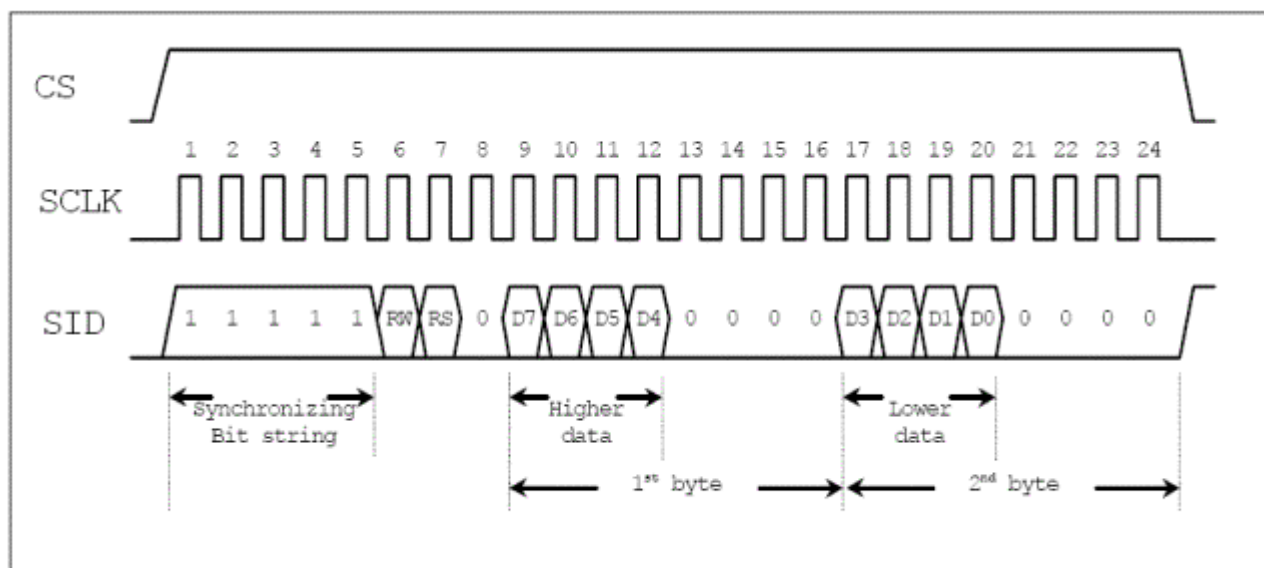 CS
1 2 3 4 5 6 7 8 9 10 11 12 13 14 15 16 17 18 19 20 21 22 23 24
SCLK
SID 1 1 1 1 1 RW RS 0 D7 D6 D5 D4 0 0 0 0 D3 D2 D1 D0 0 0 0 0
Synchronizing
Bit string
Higher
data
Lower
data
1st byte
2nd byte